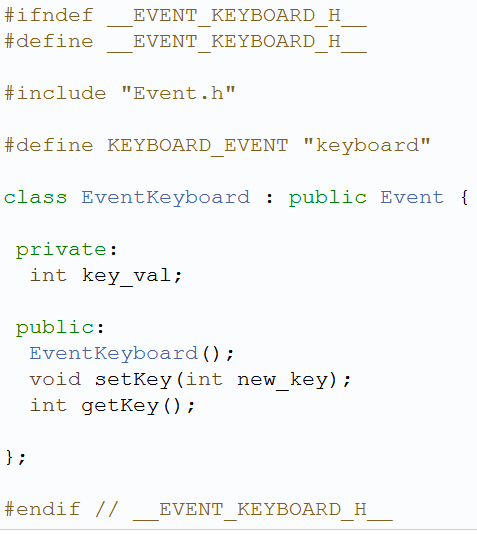 #ifndef __EVENT_KEYBOARD_H__
#define __EVENT_KEYBOARD_H__
#include "Event.h"
#define KEYBOARD_EVENT "keyboard"
class EventKeyboard : public Event {
private:
int key_val;
public:
EventKeyboard();
void setKey(int new_key);
int getKey();
};
#endif // __EVENT_KEYBOARD_H__